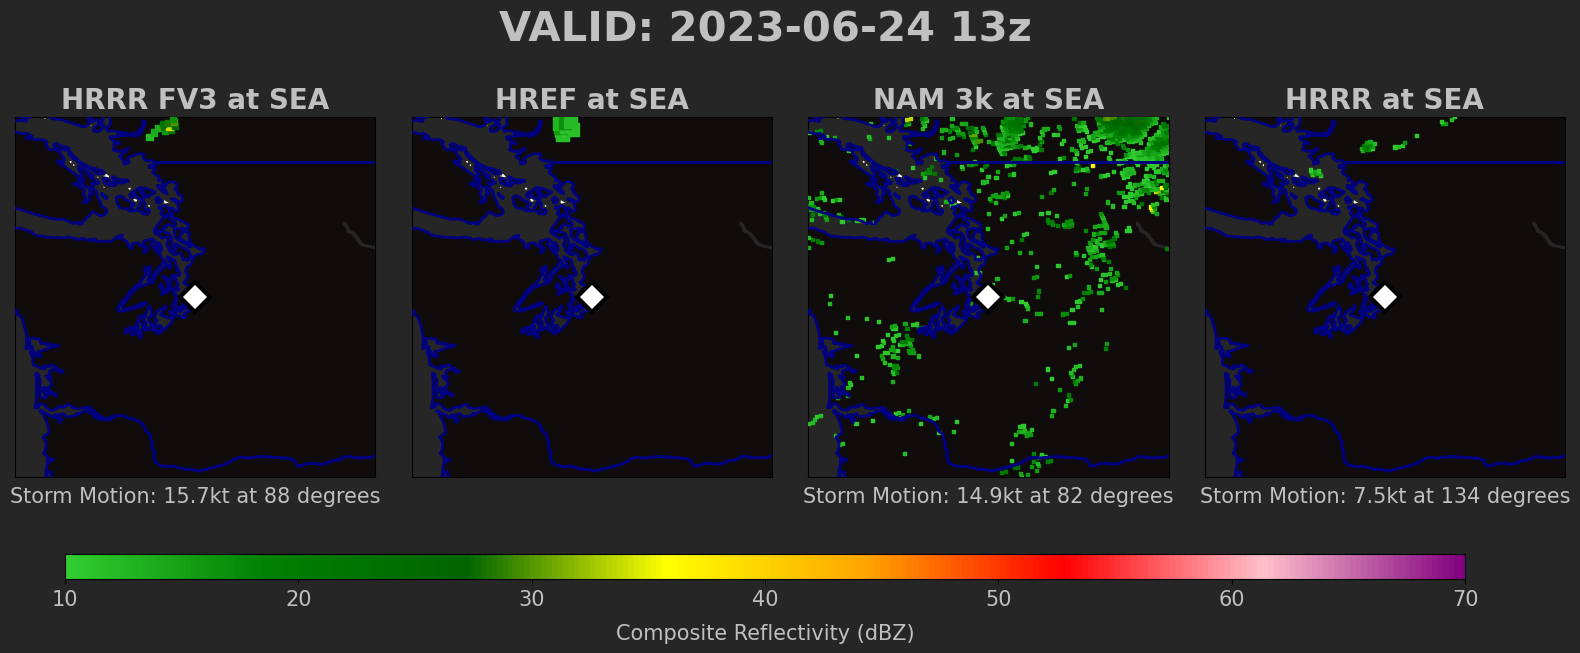 VALID: 2023-06-24 13z
HRRR FV3 at SEA
HREF at SEA
NAM 3k at SEA
HRRR at SEA
Storm Motion: 15.7kt at 88 degrees
Storm Motion: 14.9kt at 82 degrees
Storm Motion: 7.5kt at 134 degrees
10 20 30 40 50 60 70
Composite Reflectivity (dBZ)